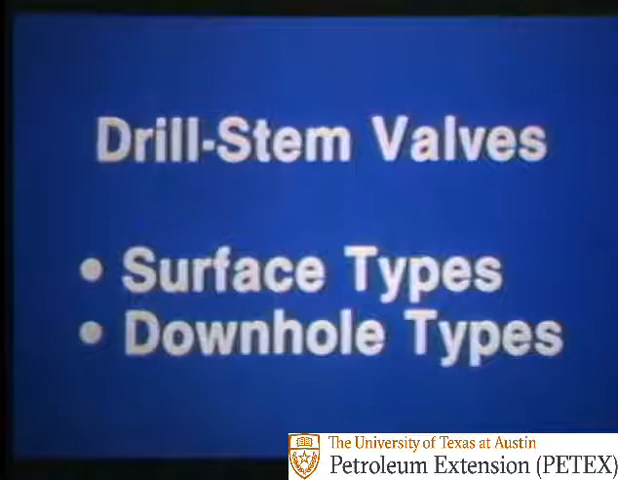 Drill-Stem Valves
• Surface Types
• Downhole Types
The University of Texas at Austin
Petroleum Extension (PETEX)